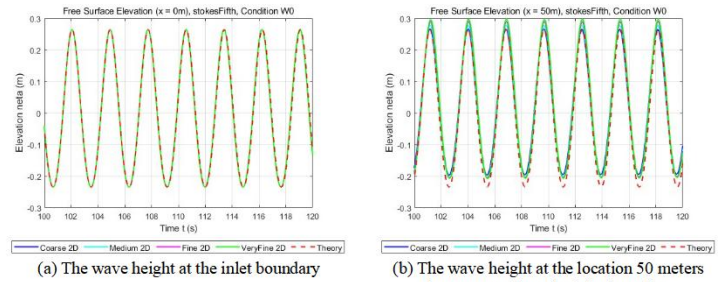 Free Surface Elevation (x = 0m), stokesFifth, Condition W0
Elevation neta (m)
0.3
0.2
0.1
0
-0.1
-0.2
-0.3
100 102 104 106 108 110 112 114 116 118 120
Time t (s)
Coarse 2D Medium 2D Fine 2D VeryFine 2D Theory
(a) The wave height at the inlet boundary
Free Surface Elevation (x = 50m), stokesFifth, Condition W0
Elevation neta (m)
0.3
0.2
0.1
0
-0.1
-0.2
-0.3
100 102 104 106 108 110 112 114 116 118 120
Time t (s)
Coarse 2D Medium 2D Fine 2D VeryFine 2D Theory
(b) The wave height at the location 50 meters